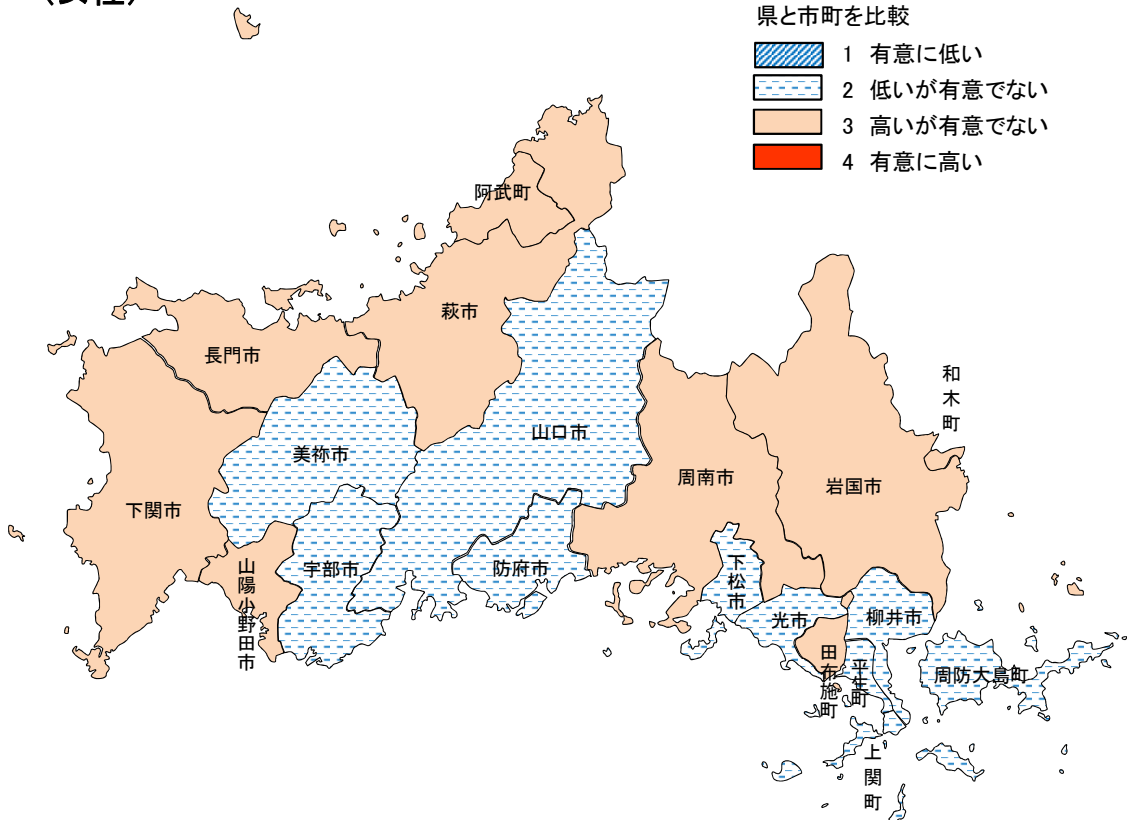 県と市町を比較
1 有意に低い
2 低いが有意でない
3 高いが有意でない
4 有意に高い
阿武町
萩市
長門市
和木町
山口市
美祢市
周南市
岩国市
下関市
山陽小野田市
宇部市
防府市
下松市
光市
柳井市
田布施町
平生町
周防大島町
上関町